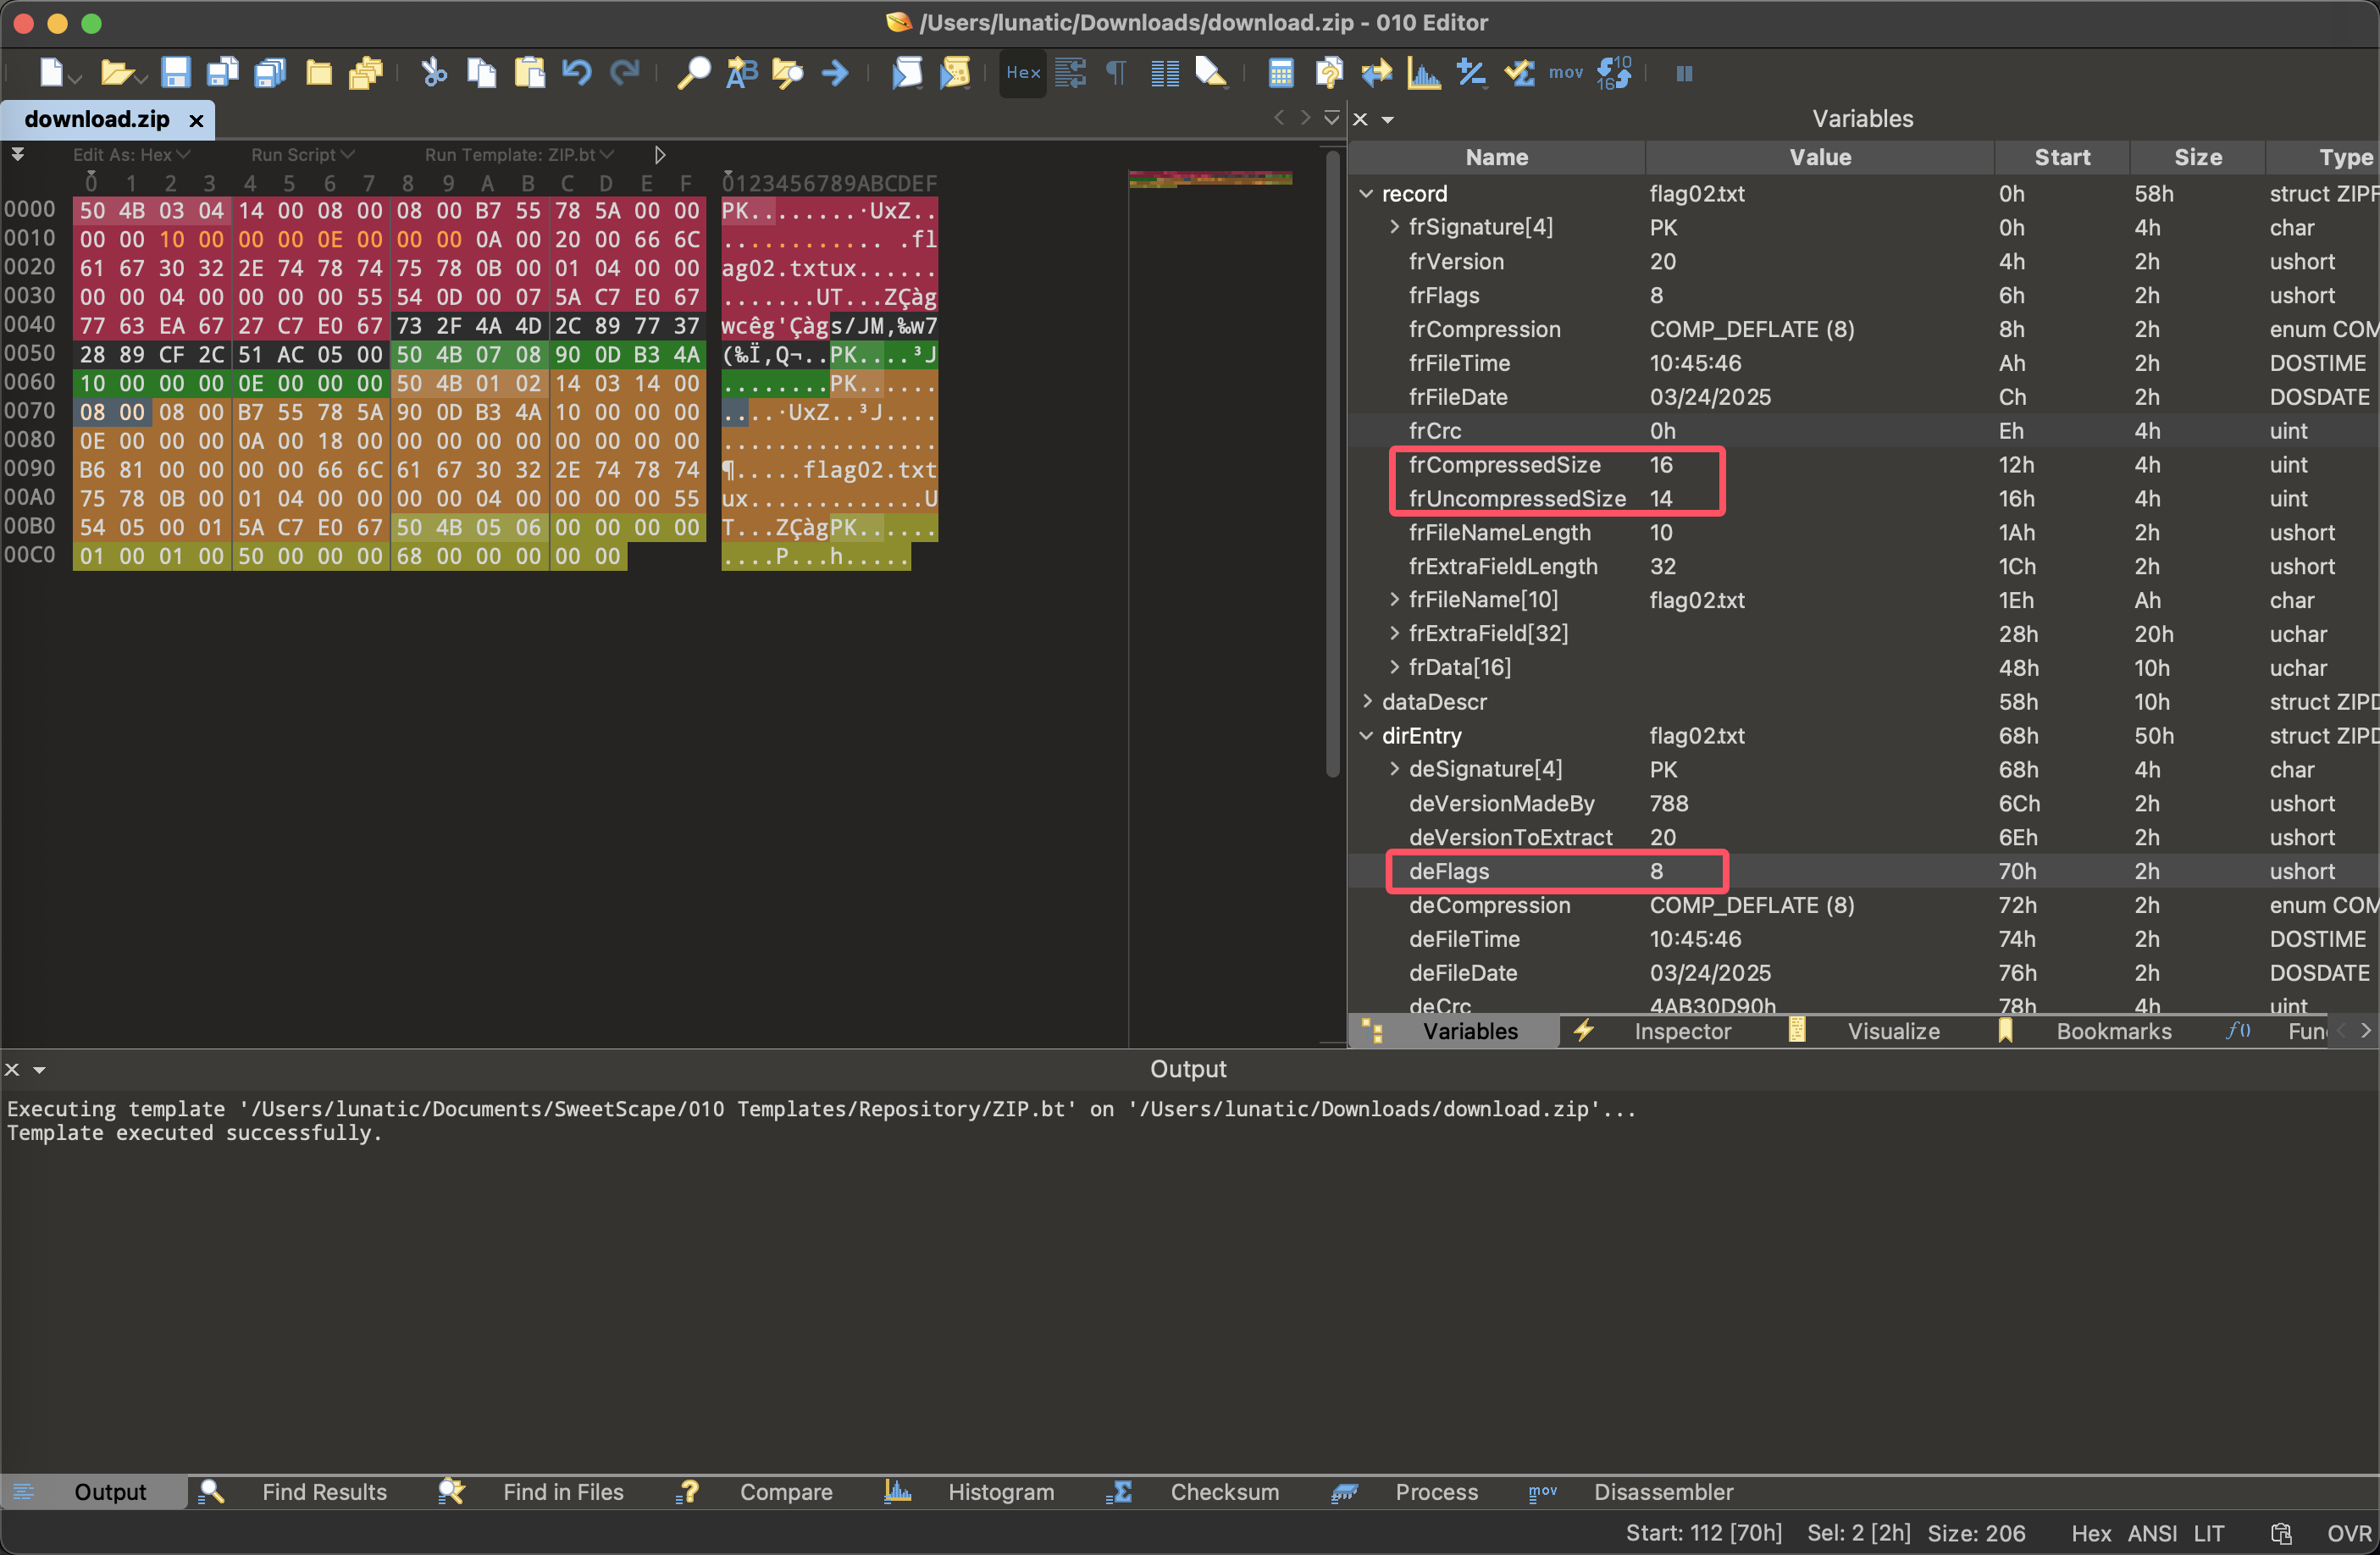 /Users/lunatic/Downloads/download.zip - 010 Editor
Hex
mov
download.zip
Edit As: Hex Run Script Run Template: ZIP.bt
0 1 2 3 4 5 6 7 8 9 A B C D E F 0123456789ABCDEF
0000 50 4B 03 04 14 00 08 00 08 00 B7 55 78 5A 00 00 PK........·UxZ..
0010 00 00 10 00 00 00 0E 00 00 00 0A 00 20 00 66 6C ............ .fl
0020 61 67 30 32 2E 74 78 74 75 78 0B 00 01 04 00 00 ag02.txtux......
0030 00 00 04 00 00 00 00 55 54 0D 00 07 5A C7 E0 67 .......UT...ZÇàg
0040 77 63 EA 67 27 C7 E0 67 73 2F 4A 4D 2C 89 77 37 wcêg'Çàgs/JM,‰w7
0050 28 89 CF 2C 51 AC 05 00 50 4B 07 08 90 0D B3 4A (‰Ï,Q¬..PK....³J
0060 10 00 00 00 0E 00 00 00 50 4B 01 02 14 03 14 00 ........PK......
0070 08 00 08 00 B7 55 78 5A 90 0D B3 4A 10 00 00 00 ....·UxZ..³J....
0080 0E 00 00 00 0A 00 18 00 00 00 00 00 00 00 00 00 ................
0090 B6 81 00 00 00 00 66 6C 61 67 30 32 2E 74 78 74 ¶.....flag02.txt
00A0 75 78 0B 00 01 04 00 00 00 00 04 00 00 00 00 55 ux.............U
00B0 54 05 00 01 5A C7 E0 67 50 4B 05 06 00 00 00 00 T...ZÇàgPK......
00C0 01 00 01 00 50 00 00 00 68 00 00 00 00 00 ....P...h.....
Variables
Name Value Start Size Type
record flag02.txt 0h 58h struct ZIPF
frSignature[4] PK 0h 4h char
frVersion 20 4h 2h ushort
frFlags 8 6h 2h ushort
frCompression COMP_DEFLATE (8) 8h 2h enum COM
frFileTime 10:45:46 Ah 2h DOSTIME
frFileDate 03/24/2025 Ch 2h DOSDATE
frCrc 0h Eh 4h uint
frCompressedSize 16 12h 4h uint
frUncompressedSize 14 16h 4h uint
frFileNameLength 10 1Ah 2h ushort
frExtraFieldLength 32 1Ch 2h ushort
frFileName[10] flag02.txt 1Eh Ah char
frExtraField[32] 28h 20h uchar
frData[16] 48h 10h uchar
dataDescr 58h 10h struct ZIPD
dirEntry flag02.txt 68h 50h struct ZIPD
deSignature[4] PK 68h 4h char
deVersionMadeBy 788 6Ch 2h ushort
deVersionToExtract 20 6Eh 2h ushort
deFlags 8 70h 2h ushort
deCompression COMP_DEFLATE (8) 72h 2h enum COM
deFileTime 10:45:46 74h 2h DOSTIME
deFileDate 03/24/2025 76h 2h DOSDATE
deCrc 4AB30D90h 78h 4h uint
Variables Inspector Visualize Bookmarks f() Fun
Output
Executing template '/Users/lunatic/Documents/SweetScape/010 Templates/Repository/ZIP.bt' on '/Users/lunatic/Downloads/download.zip'...
Template executed successfully.
Output Find Results Find in Files Compare Histogram Checksum Process mov Disassembler
Start: 112 [70h] Sel: 2 [2h] Size: 206 Hex ANSI LIT OVR